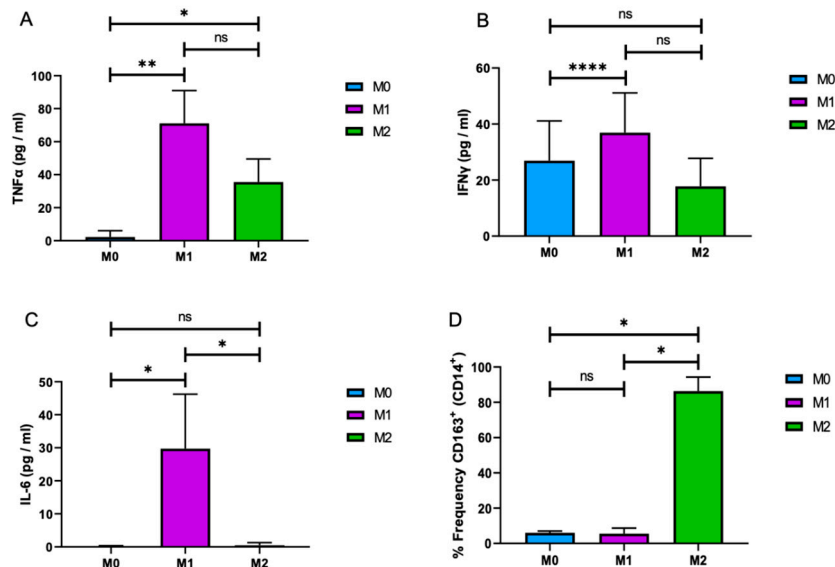 A
*
ns
**
100
80
60
40
20
0
TNFα (pg / ml)
M0 M1 M2
M0
M1
M2
B
ns
ns
****
60
40
20
0
IFNγ (pg / ml)
M0 M1 M2
M0
M1
M2
C
ns
*
*
50
40
30
20
10
0
IL-6 (pg / ml)
M0 M1 M2
M0
M1
M2
D
*
*
ns
100
80
60
40
20
0
% Frequency CD163⁺ (CD14⁺)
M0 M1 M2
M0
M1
M2